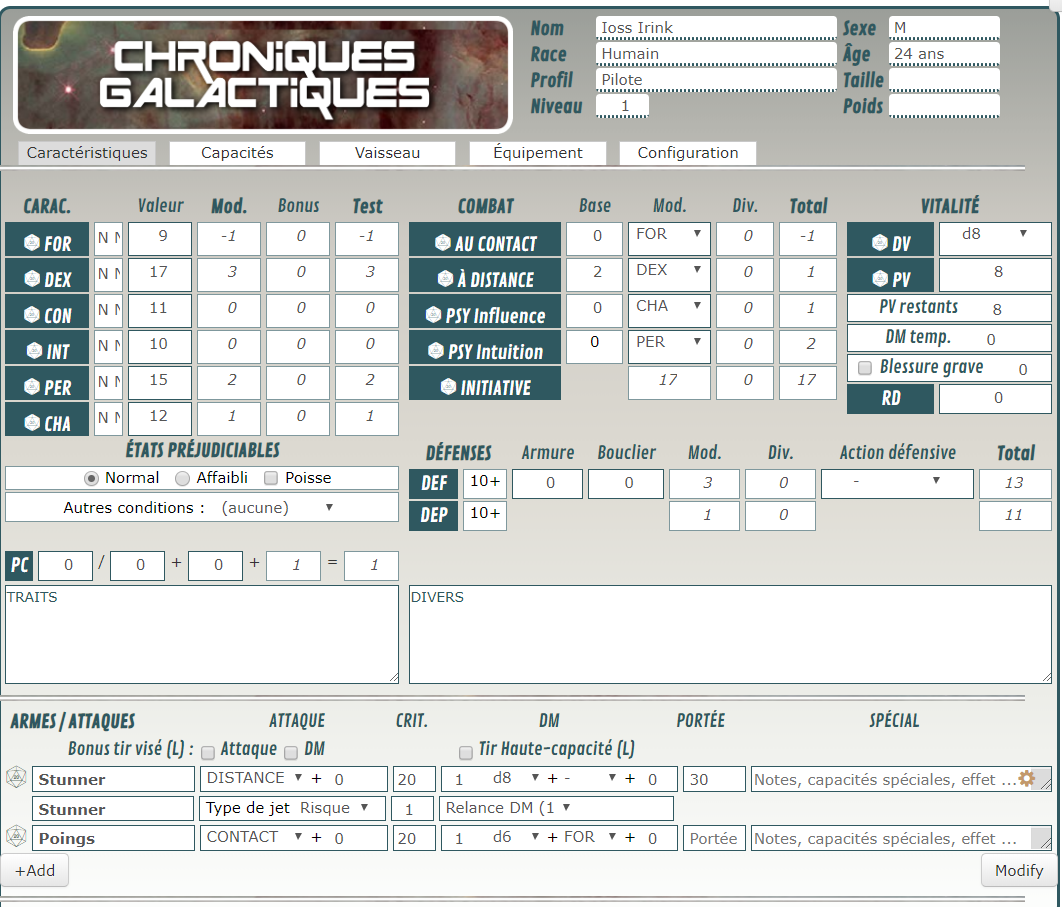 CHRONiQUES
GALACTiQUES
Nom Ioss Irink Sexe M
Race Humain Âge 24 ans
Profil Pilote Taille
Niveau 1 Poids
Caractéristiques Capacités Vaisseau Équipement Configuration
CARAC. Valeur Mod. Bonus Test COMBAT Base Mod. Div. Total VITALITÉ
FOR N 9 -1 0 -1 AU CONTACT 0 FOR 0 -1 DV d8
DEX N 17 3 0 3 À DISTANCE 2 DEX 0 1 PV 8
CON N 11 0 0 0 PSY Influence 0 CHA 0 1 PV restants 8
INT N 10 0 0 0 PSY Intuition 0 PER 0 2 DM temp. 0
PER N 15 2 0 2 INITIATIVE 17 0 17 Blessure grave 0
CHA N 12 1 0 1 RD 0
ÉTATS PRÉJUDICIABLES DÉFENSES Armure Bouclier Mod. Div. Action défensive Total
Normal Affaibli Poisse DEF 10+ 0 0 3 0 - 13
Autres conditions : (aucune) DEP 10+ 1 0 11
PC 0 / 0 + 0 + 1 = 1
TRAITS DIVERS
ARMES / ATTAQUES ATTAQUE CRIT. DM PORTÉE SPÉCIAL
Bonus tir visé (L) : Attaque DM Tir Haute-capacité (L)
Stunner DISTANCE + 0 20 1 d8 + - + 0 30 Notes, capacités spéciales, effet ...
Stunner Type de jet Risque 1 Relance DM (1
Poings CONTACT + 0 20 1 d6 + FOR + 0 Portée Notes, capacités spéciales, effet ...
+Add Modify